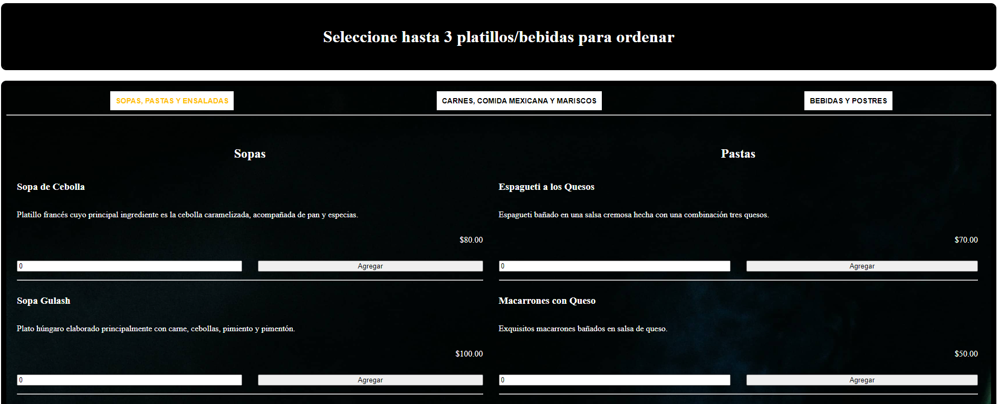 Seleccione hasta 3 platillos/bebidas para ordenar
SOPAS, PASTAS Y ENSALADAS
CARNES, COMIDA MEXICANA Y MARISCOS
BEBIDAS Y POSTRES
Sopas
Sopa de Cebolla
Platillo francés cuyo principal ingrediente es la cebolla caramelizada, acompañada de pan y especias.
$80.00
0
Agregar
Sopa Gulash
Plato húngaro elaborado principalmente con carne, cebollas, pimiento y pimentón.
$100.00
0
Agregar
Pastas
Espagueti a los Quesos
Espagueti bañado en una salsa cremosa hecha con una combinación tres quesos.
$70.00
0
Agregar
Macarrones con Queso
Exquisitos macarrones bañados en salsa de queso.
$50.00
0
Agregar